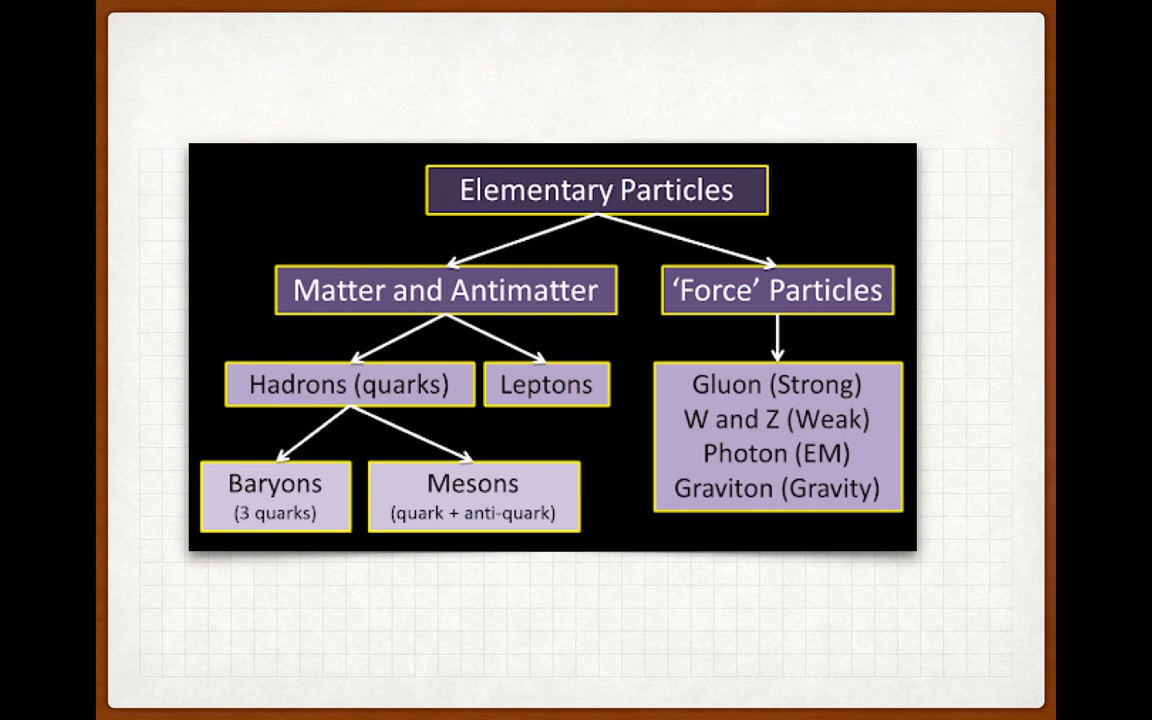 Elementary Particles
Matter and Antimatter
‘Force’ Particles
Hadrons (quarks)
Leptons
Gluon (Strong)
W and Z (Weak)
Photon (EM)
Graviton (Gravity)
Baryons
(3 quarks)
Mesons
(quark + anti-quark)